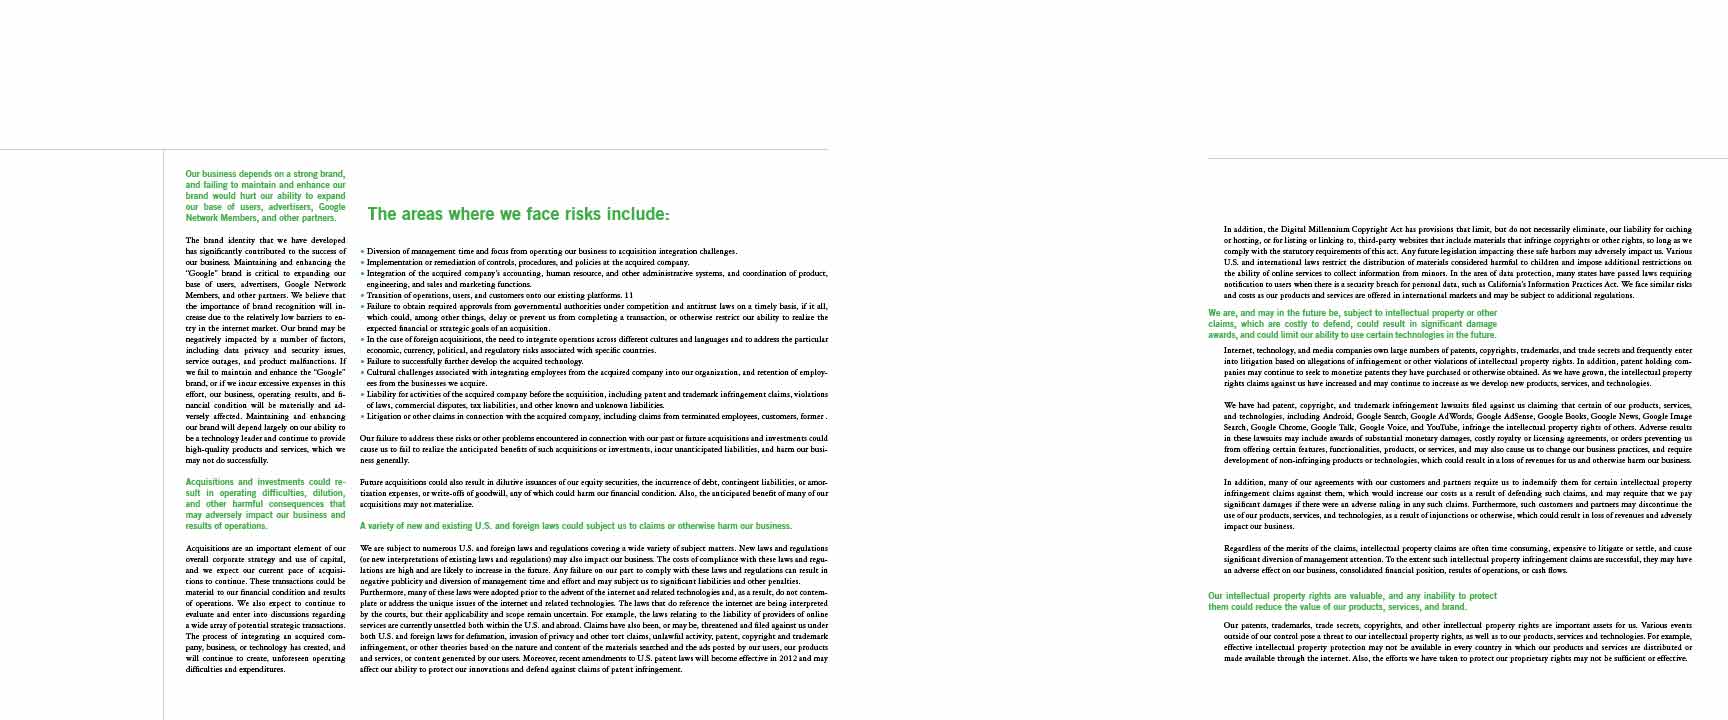 Our business depends on a strong brand,
and failing to maintain and enhance our
brand would hurt our ability to expand
our base of users, advertisers, Google
Network Members, and other partners.
The brand identity that we have developed
has significantly contributed to the success of
our business. Maintaining and enhancing the
“Google” brand is critical to expanding our
base of users, advertisers, Google Network
Members, and other partners. We believe that
the importance of brand recognition will in-
crease due to the relatively low barriers to en-
try in the internet market. Our brand may be
negatively impacted by a number of factors,
including data privacy and security issues,
service outages, and product malfunctions. If
we fail to maintain and enhance the “Google”
brand, or if we incur excessive expenses in this
effort, our business, operating results, and fi-
nancial condition will be materially and ad-
versely affected. Maintaining and enhancing
our brand will depend largely on our ability to
be a technology leader and continue to provide
high-quality products and services, which we
may not do successfully.
Acquisitions and investments could re-
sult in operating difficulties, dilution,
and other harmful consequences that
may adversely impact our business and
results of operations.
Acquisitions are an important element of our
overall corporate strategy and use of capital,
and we expect our current pace of acquisi-
tions to continue. These transactions could be
material to our financial condition and results
of operations. We also expect to continue to
evaluate and enter into discussions regarding
a wide array of potential strategic transactions.
The process of integrating an acquired com-
pany, business, or technology has created, and
will continue to create, unforeseen operating
difficulties and expenditures.
The areas where we face risks include:
• Diversion of management time and focus from operating our business to acquisition integration challenges.
• Implementation or remediation of controls, procedures, and policies at the acquired company.
• Integration of the acquired company’s accounting, human resource, and other administrative systems, and coordination of product,
engineering, and sales and marketing functions.
• Transition of operations, users, and customers onto our existing platforms. 11
• Failure to obtain required approvals from governmental authorities under competition and antitrust laws on a timely basis, if it all,
which could, among other things, delay or prevent us from completing a transaction, or otherwise restrict our ability to realize the
expected financial or strategic goals of an acquisition.
• In the case of foreign acquisitions, the need to integrate operations across different cultures and languages and to address the particular
economic, currency, political, and regulatory risks associated with specific countries.
• Failure to successfully further develop the acquired technology.
• Cultural challenges associated with integrating employees from the acquired company into our organization, and retention of employ-
ees from the businesses we acquire.
• Liability for activities of the acquired company before the acquisition, including patent and trademark infringement claims, violations
of laws, commercial disputes, tax liabilities, and other known and unknown liabilities.
• Litigation or other claims in connection with the acquired company, including claims from terminated employees, customers, former .
Our failure to address these risks or other problems encountered in connection with our past or future acquisitions and investments could
cause us to fail to realize the anticipated benefits of such acquisitions or investments, incur unanticipated liabilities, and harm our busi-
ness generally.
Future acquisitions could also result in dilutive issuances of our equity securities, the incurrence of debt, contingent liabilities, or amor-
tization expenses, or write-offs of goodwill, any of which could harm our financial condition. Also, the anticipated benefit of many of our
acquisitions may not materialize.
A variety of new and existing U.S. and foreign laws could subject us to claims or otherwise harm our business.
We are subject to numerous U.S. and foreign laws and regulations covering a wide variety of subject matters. New laws and regulations
(or new interpretations of existing laws and regulations) may also impact our business. The costs of compliance with these laws and regu-
lations are high and are likely to increase in the future. Any failure on our part to comply with these laws and regulations can result in
negative publicity and diversion of management time and effort and may subject us to significant liabilities and other penalties.
Furthermore, many of these laws were adopted prior to the advent of the internet and related technologies and, as a result, do not contem-
plate or address the unique issues of the internet and related technologies. The laws that do reference the internet are being interpreted
by the courts, but their applicability and scope remain uncertain. For example, the laws relating to the liability of providers of online
services are currently unsettled both within the U.S. and abroad. Claims have also been, or may be, threatened and filed against us under
both U.S. and foreign laws for defamation, invasion of privacy and other tort claims, unlawful activity, patent, copyright and trademark
infringement, or other theories based on the nature and content of the materials searched and the ads posted by our users, our products
and services, or content generated by our users. Moreover, recent amendments to U.S. patent laws will become effective in 2012 and may
affect our ability to protect our innovations and defend against claims of patent infringement.
In addition, the Digital Millennium Copyright Act has provisions that limit, but do not necessarily eliminate, our liability for caching
or hosting, or for listing or linking to, third-party websites that include materials that infringe copyrights or other rights, so long as we
comply with the statutory requirements of this act. Any future legislation impacting these safe harbors may adversely impact us. Various
U.S. and international laws restrict the distribution of materials considered harmful to children and impose additional restrictions on
the ability of online services to collect information from minors. In the area of data protection, many states have passed laws requiring
notification to users when there is a security breach for personal data, such as California’s Information Practices Act. We face similar risks
and costs as our products and services are offered in international markets and may be subject to additional regulations.
We are, and may in the future be, subject to intellectual property or other
claims, which are costly to defend, could result in significant damage
awards, and could limit our ability to use certain technologies in the future.
Internet, technology, and media companies own large numbers of patents, copyrights, trademarks, and trade secrets and frequently enter
into litigation based on allegations of infringement or other violations of intellectual property rights. In addition, patent holding com-
panies may continue to seek to monetize patents they have purchased or otherwise obtained. As we have grown, the intellectual property
rights claims against us have increased and may continue to increase as we develop new products, services, and technologies.
We have had patent, copyright, and trademark infringement lawsuits filed against us claiming that certain of our products, services,
and technologies, including Android, Google Search, Google AdWords, Google AdSense, Google Books, Google News, Google Image
Search, Google Chrome, Google Talk, Google Voice, and YouTube, infringe the intellectual property rights of others. Adverse results
in these lawsuits may include awards of substantial monetary damages, costly royalty or licensing agreements, or orders preventing us
from offering certain features, functionalities, products, or services, and may also cause us to change our business practices, and require
development of non-infringing products or technologies, which could result in a loss of revenues for us and otherwise harm our business.
In addition, many of our agreements with our customers and partners require us to indemnify them for certain intellectual property
infringement claims against them, which would increase our costs as a result of defending such claims, and may require that we pay
significant damages if there were an adverse ruling in any such claims. Furthermore, such customers and partners may discontinue the
use of our products, services, and technologies, as a result of injunctions or otherwise, which could result in loss of revenues and adversely
impact our business.
Regardless of the merits of the claims, intellectual property claims are often time consuming, expensive to litigate or settle, and cause
significant diversion of management attention. To the extent such intellectual property infringement claims are successful, they may have
an adverse effect on our business, consolidated financial position, results of operations, or cash flows.
Our intellectual property rights are valuable, and any inability to protect
them could reduce the value of our products, services, and brand.
Our patents, trademarks, trade secrets, copyrights, and other intellectual property rights are important assets for us. Various events
outside of our control pose a threat to our intellectual property rights, as well as to our products, services and technologies. For example,
effective intellectual property protection may not be available in every country in which our products and services are distributed or
made available through the internet. Also, the efforts we have taken to protect our proprietary rights may not be sufficient or effective.